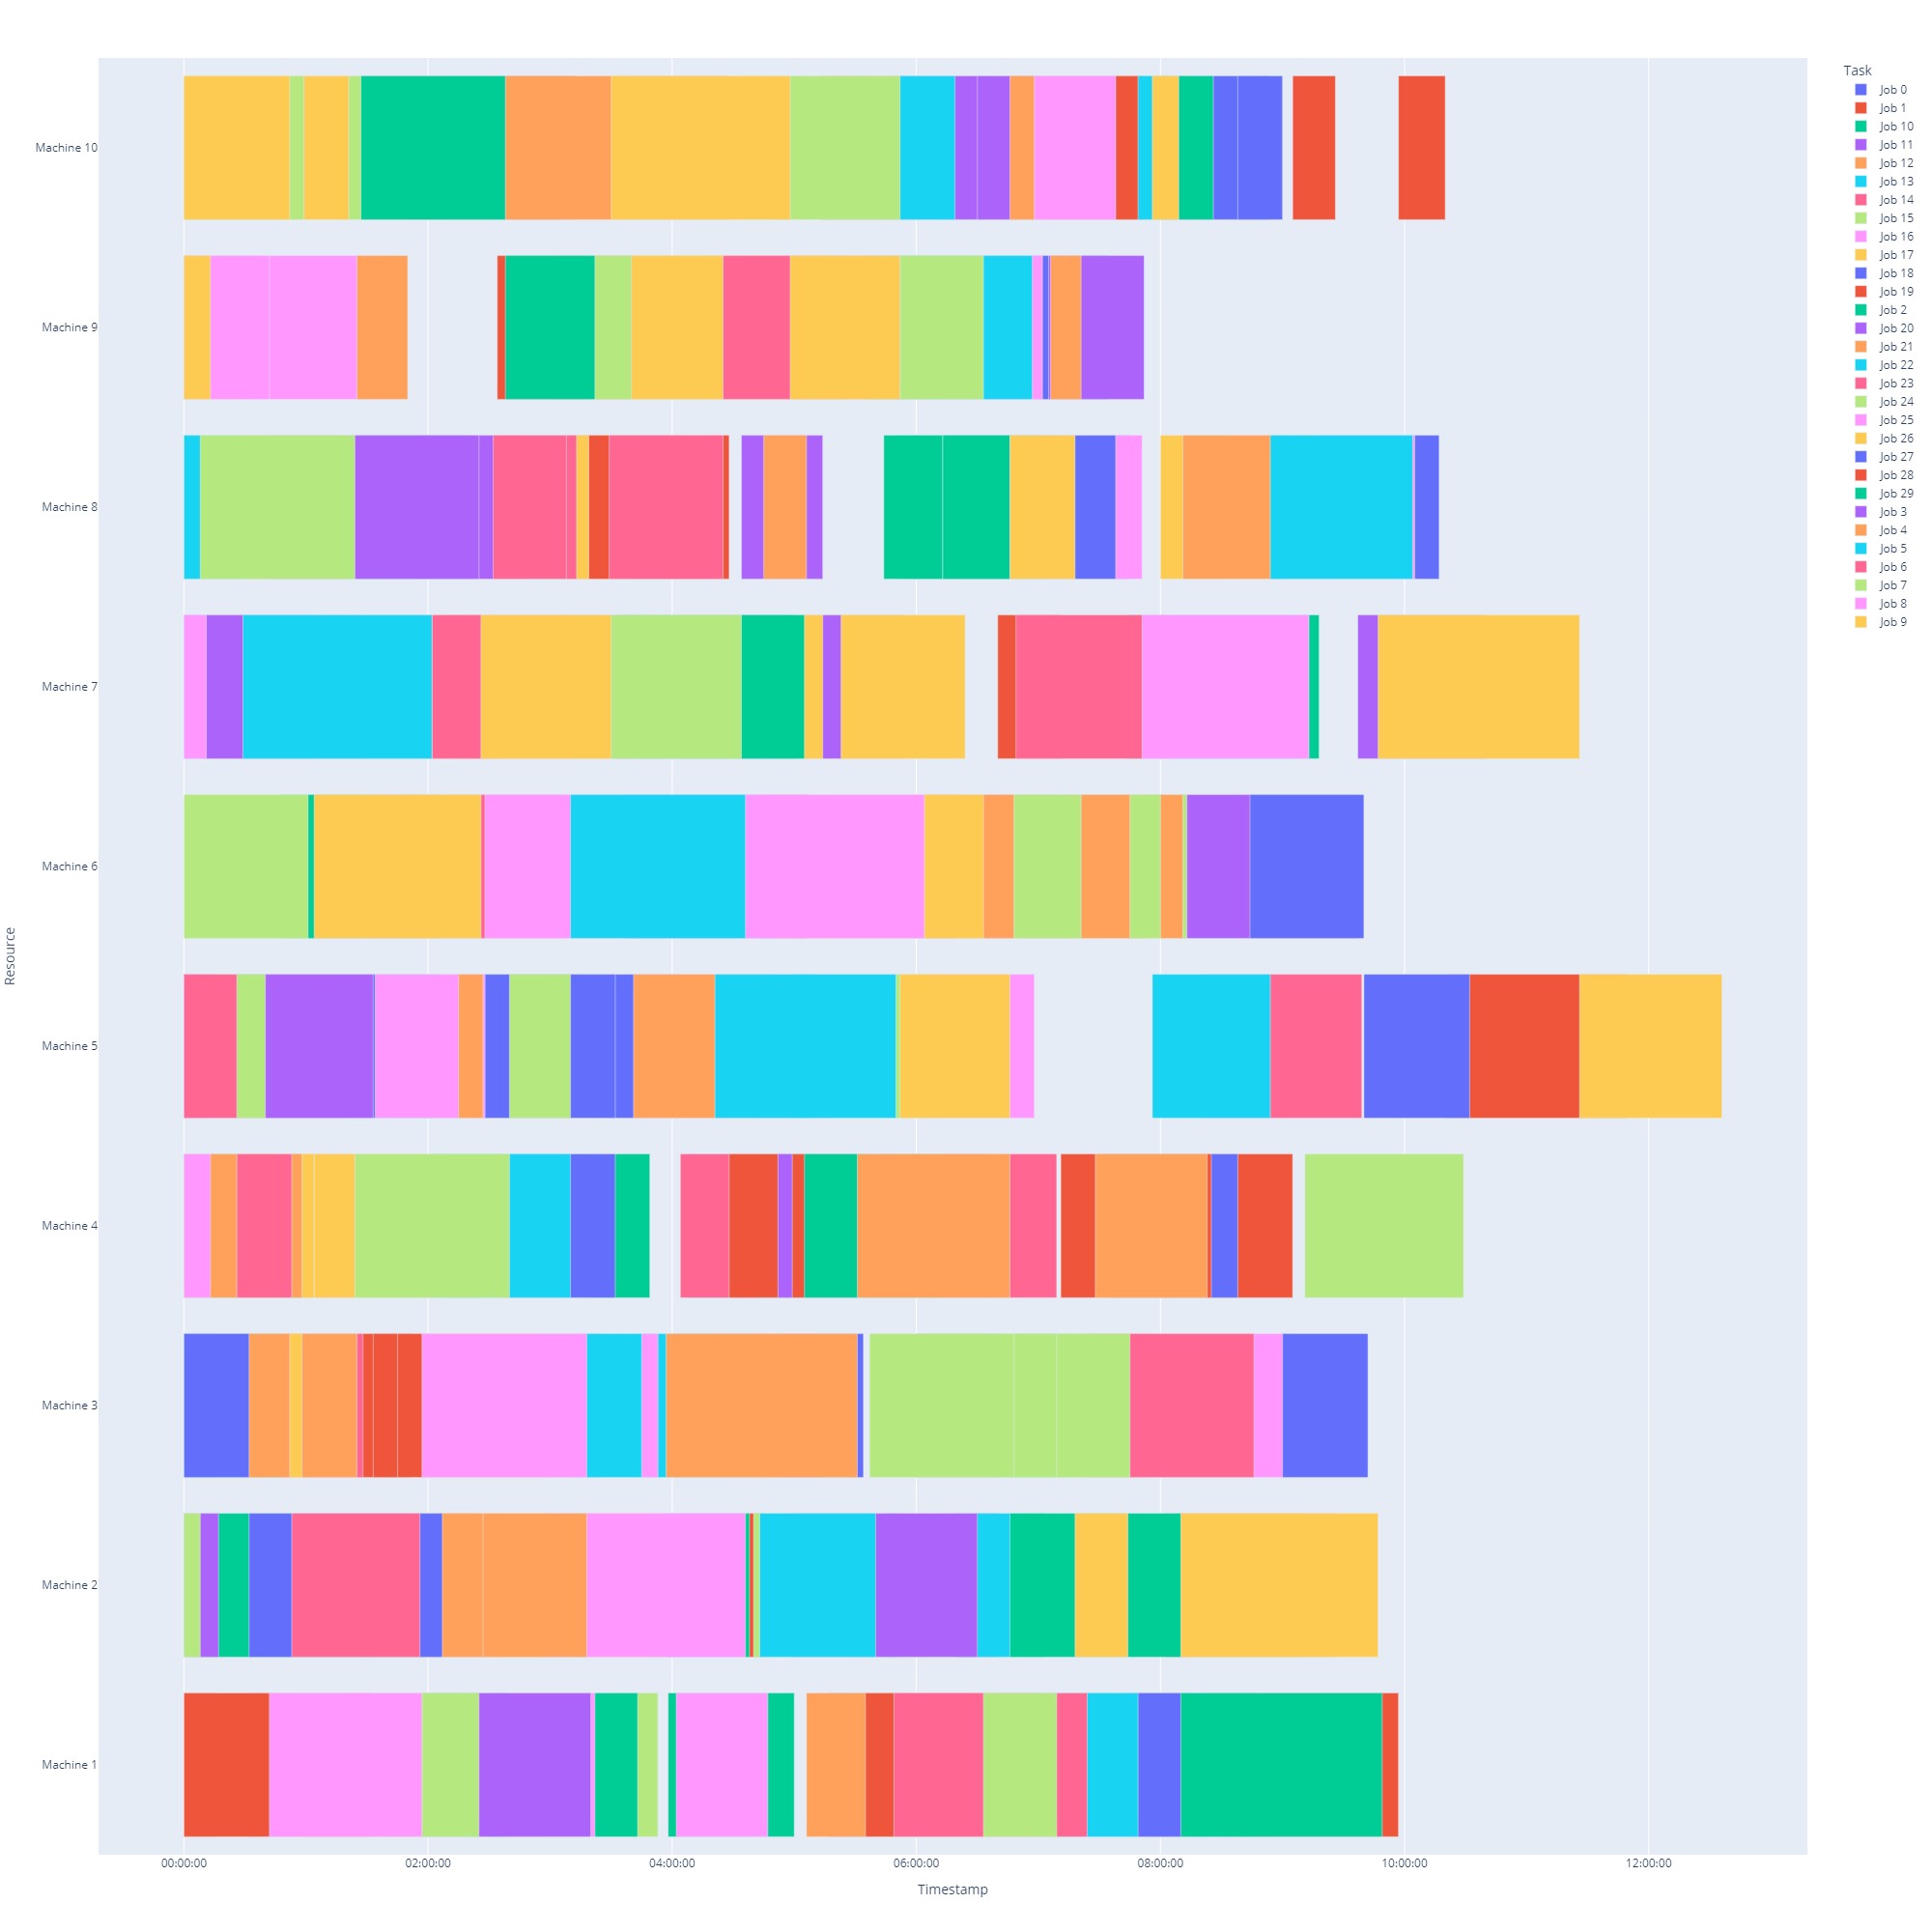 Task
Job 0
Job 1
Job 10
Job 11
Job 12
Job 13
Job 14
Job 15
Job 16
Job 17
Job 18
Job 19
Job 2
Job 20
Job 21
Job 22
Job 23
Job 24
Job 25
Job 26
Job 27
Job 28
Job 29
Job 3
Job 4
Job 5
Job 6
Job 7
Job 8
Job 9
Resource
Machine 10
Machine 9
Machine 8
Machine 7
Machine 6
Machine 5
Machine 4
Machine 3
Machine 2
Machine 1
00:00:00 02:00:00 04:00:00 06:00:00 08:00:00 10:00:00 12:00:00
Timestamp